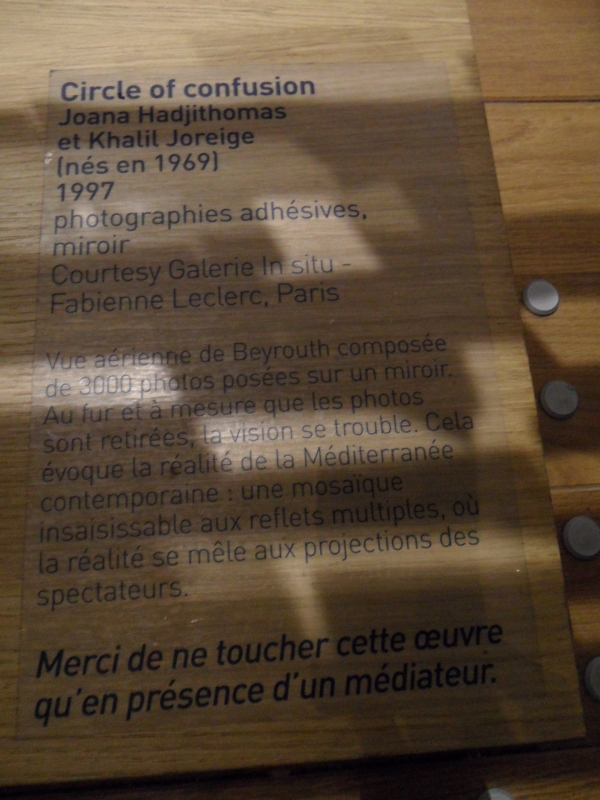 Circle of confusion
Joana Hadjithomas
et Khalil Joreige
(nés en 1969)
1997
photographies adhésives,
miroir
Courtesy Galerie In situ -
Fabienne Leclerc, Paris
Vue aérienne de Beyrouth composée
de 3000 photos posées sur un miroir.
Au fur et à mesure que les photos
sont retirées, la vision se trouble. Cela
évoque la réalité de la Méditerranée
contemporaine : une mosaïque
insaisissable aux reflets multiples, où
la réalité se mêle aux projections des
spectateurs.
Merci de ne toucher cette œuvre
qu'en présence d'un médiateur.